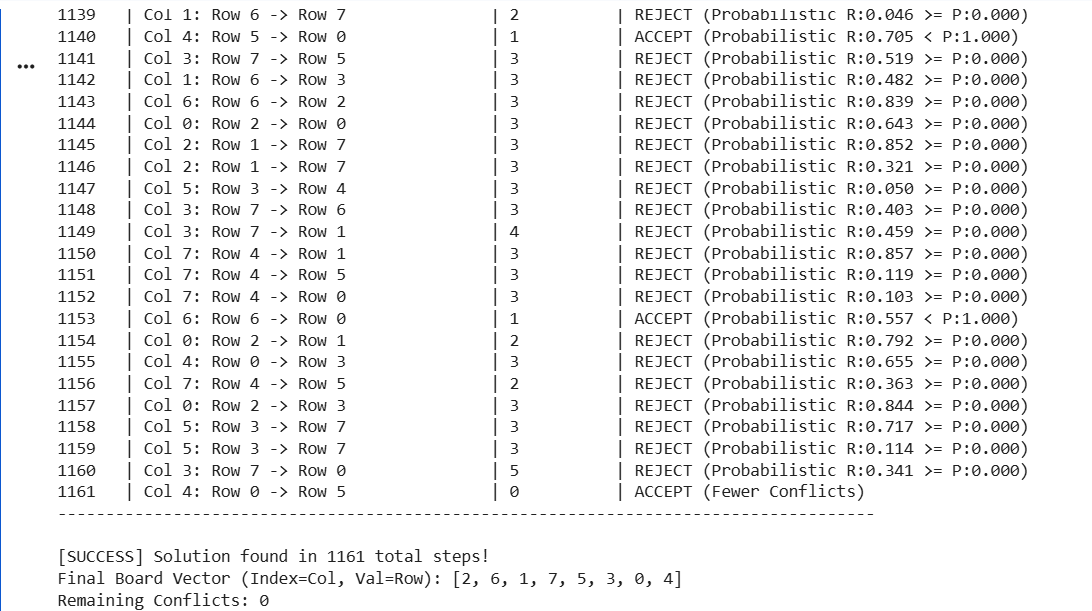 1139 | Col 1: Row 6 -> Row 7 | 2 | REJECT (Probabilistic R:0.046 >= P:0.000)
1140 | Col 4: Row 5 -> Row 0 | 1 | ACCEPT (Probabilistic R:0.705 < P:1.000)
1141 | Col 3: Row 7 -> Row 5 | 3 | REJECT (Probabilistic R:0.519 >= P:0.000)
1142 | Col 1: Row 6 -> Row 3 | 3 | REJECT (Probabilistic R:0.482 >= P:0.000)
1143 | Col 6: Row 6 -> Row 2 | 3 | REJECT (Probabilistic R:0.839 >= P:0.000)
1144 | Col 0: Row 2 -> Row 0 | 3 | REJECT (Probabilistic R:0.643 >= P:0.000)
1145 | Col 2: Row 1 -> Row 7 | 3 | REJECT (Probabilistic R:0.852 >= P:0.000)
1146 | Col 2: Row 1 -> Row 7 | 3 | REJECT (Probabilistic R:0.321 >= P:0.000)
1147 | Col 5: Row 3 -> Row 4 | 3 | REJECT (Probabilistic R:0.050 >= P:0.000)
1148 | Col 3: Row 7 -> Row 6 | 3 | REJECT (Probabilistic R:0.403 >= P:0.000)
1149 | Col 3: Row 7 -> Row 1 | 4 | REJECT (Probabilistic R:0.459 >= P:0.000)
1150 | Col 7: Row 4 -> Row 1 | 3 | REJECT (Probabilistic R:0.857 >= P:0.000)
1151 | Col 7: Row 4 -> Row 5 | 3 | REJECT (Probabilistic R:0.119 >= P:0.000)
1152 | Col 7: Row 4 -> Row 0 | 3 | REJECT (Probabilistic R:0.103 >= P:0.000)
1153 | Col 6: Row 6 -> Row 0 | 1 | ACCEPT (Probabilistic R:0.557 < P:1.000)
1154 | Col 0: Row 2 -> Row 1 | 2 | REJECT (Probabilistic R:0.792 >= P:0.000)
1155 | Col 4: Row 0 -> Row 3 | 3 | REJECT (Probabilistic R:0.655 >= P:0.000)
1156 | Col 7: Row 4 -> Row 5 | 2 | REJECT (Probabilistic R:0.363 >= P:0.000)
1157 | Col 0: Row 2 -> Row 3 | 3 | REJECT (Probabilistic R:0.844 >= P:0.000)
1158 | Col 5: Row 3 -> Row 7 | 3 | REJECT (Probabilistic R:0.717 >= P:0.000)
1159 | Col 5: Row 3 -> Row 7 | 3 | REJECT (Probabilistic R:0.114 >= P:0.000)
1160 | Col 3: Row 7 -> Row 0 | 5 | REJECT (Probabilistic R:0.341 >= P:0.000)
1161 | Col 4: Row 0 -> Row 5 | 0 | ACCEPT (Fewer Conflicts)
-------------------------------------------------------------------------------------
[SUCCESS] Solution found in 1161 total steps!
Final Board Vector (Index=Col, Val=Row): [2, 6, 1, 7, 5, 3, 0, 4]
Remaining Conflicts: 0